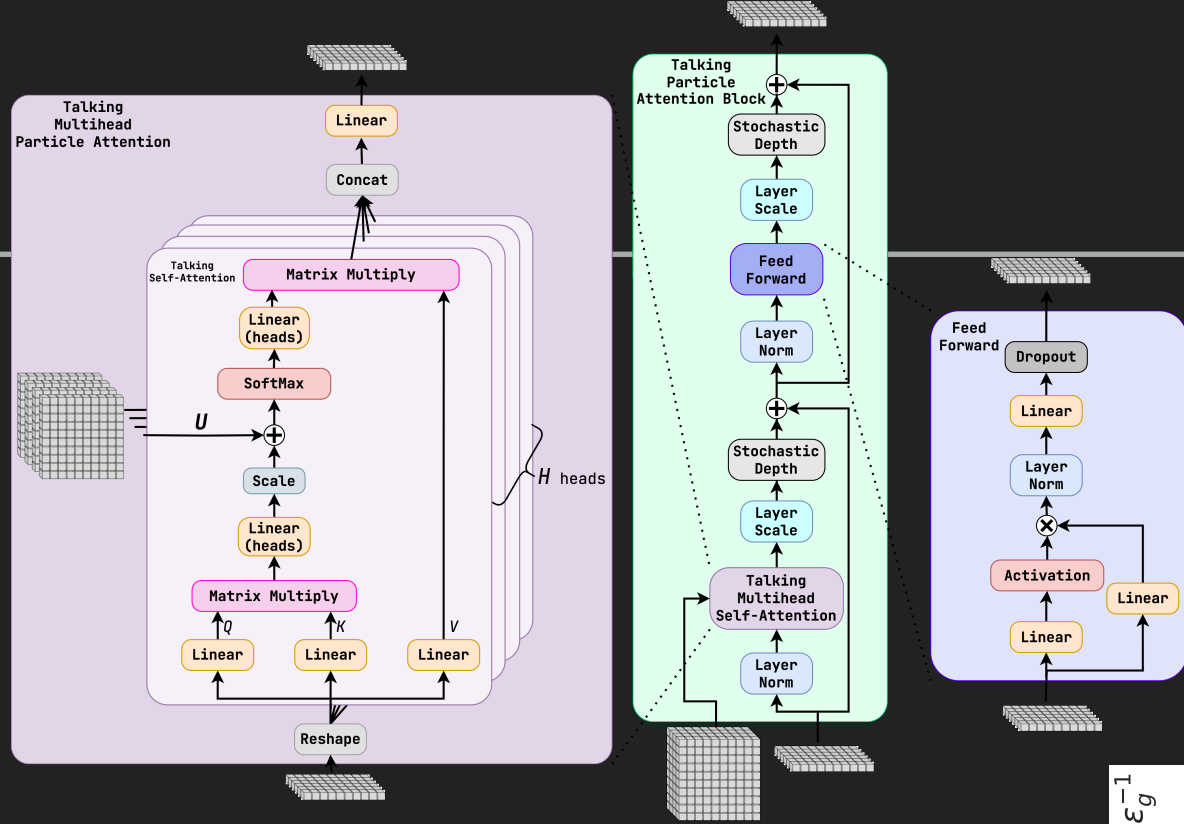 Talking
Multihead
Particle Attention
Linear
Concat
Talking
Self-Attention
Matrix Multiply
Linear
(heads)
SoftMax
U
Scale
H heads
Linear
(heads)
Matrix Multiply
Q
K
V
Linear
Linear
Linear
Reshape
Talking
Particle
Attention Block
Stochastic
Depth
Layer
Scale
Feed
Forward
Layer
Norm
Stochastic
Depth
Layer
Scale
Talking
Multihead
Self-Attention
Layer
Norm
Feed
Forward
Dropout
Linear
Layer
Norm
Activation
Linear
Linear
ε_g^−1